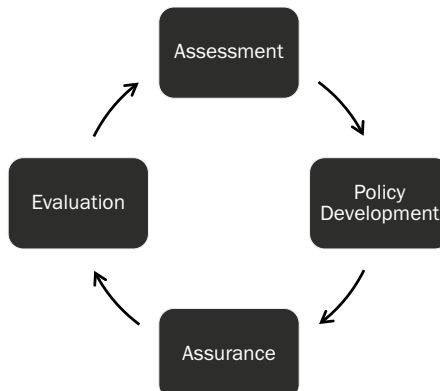 Assessment
Policy
Development
Assurance
Evaluation